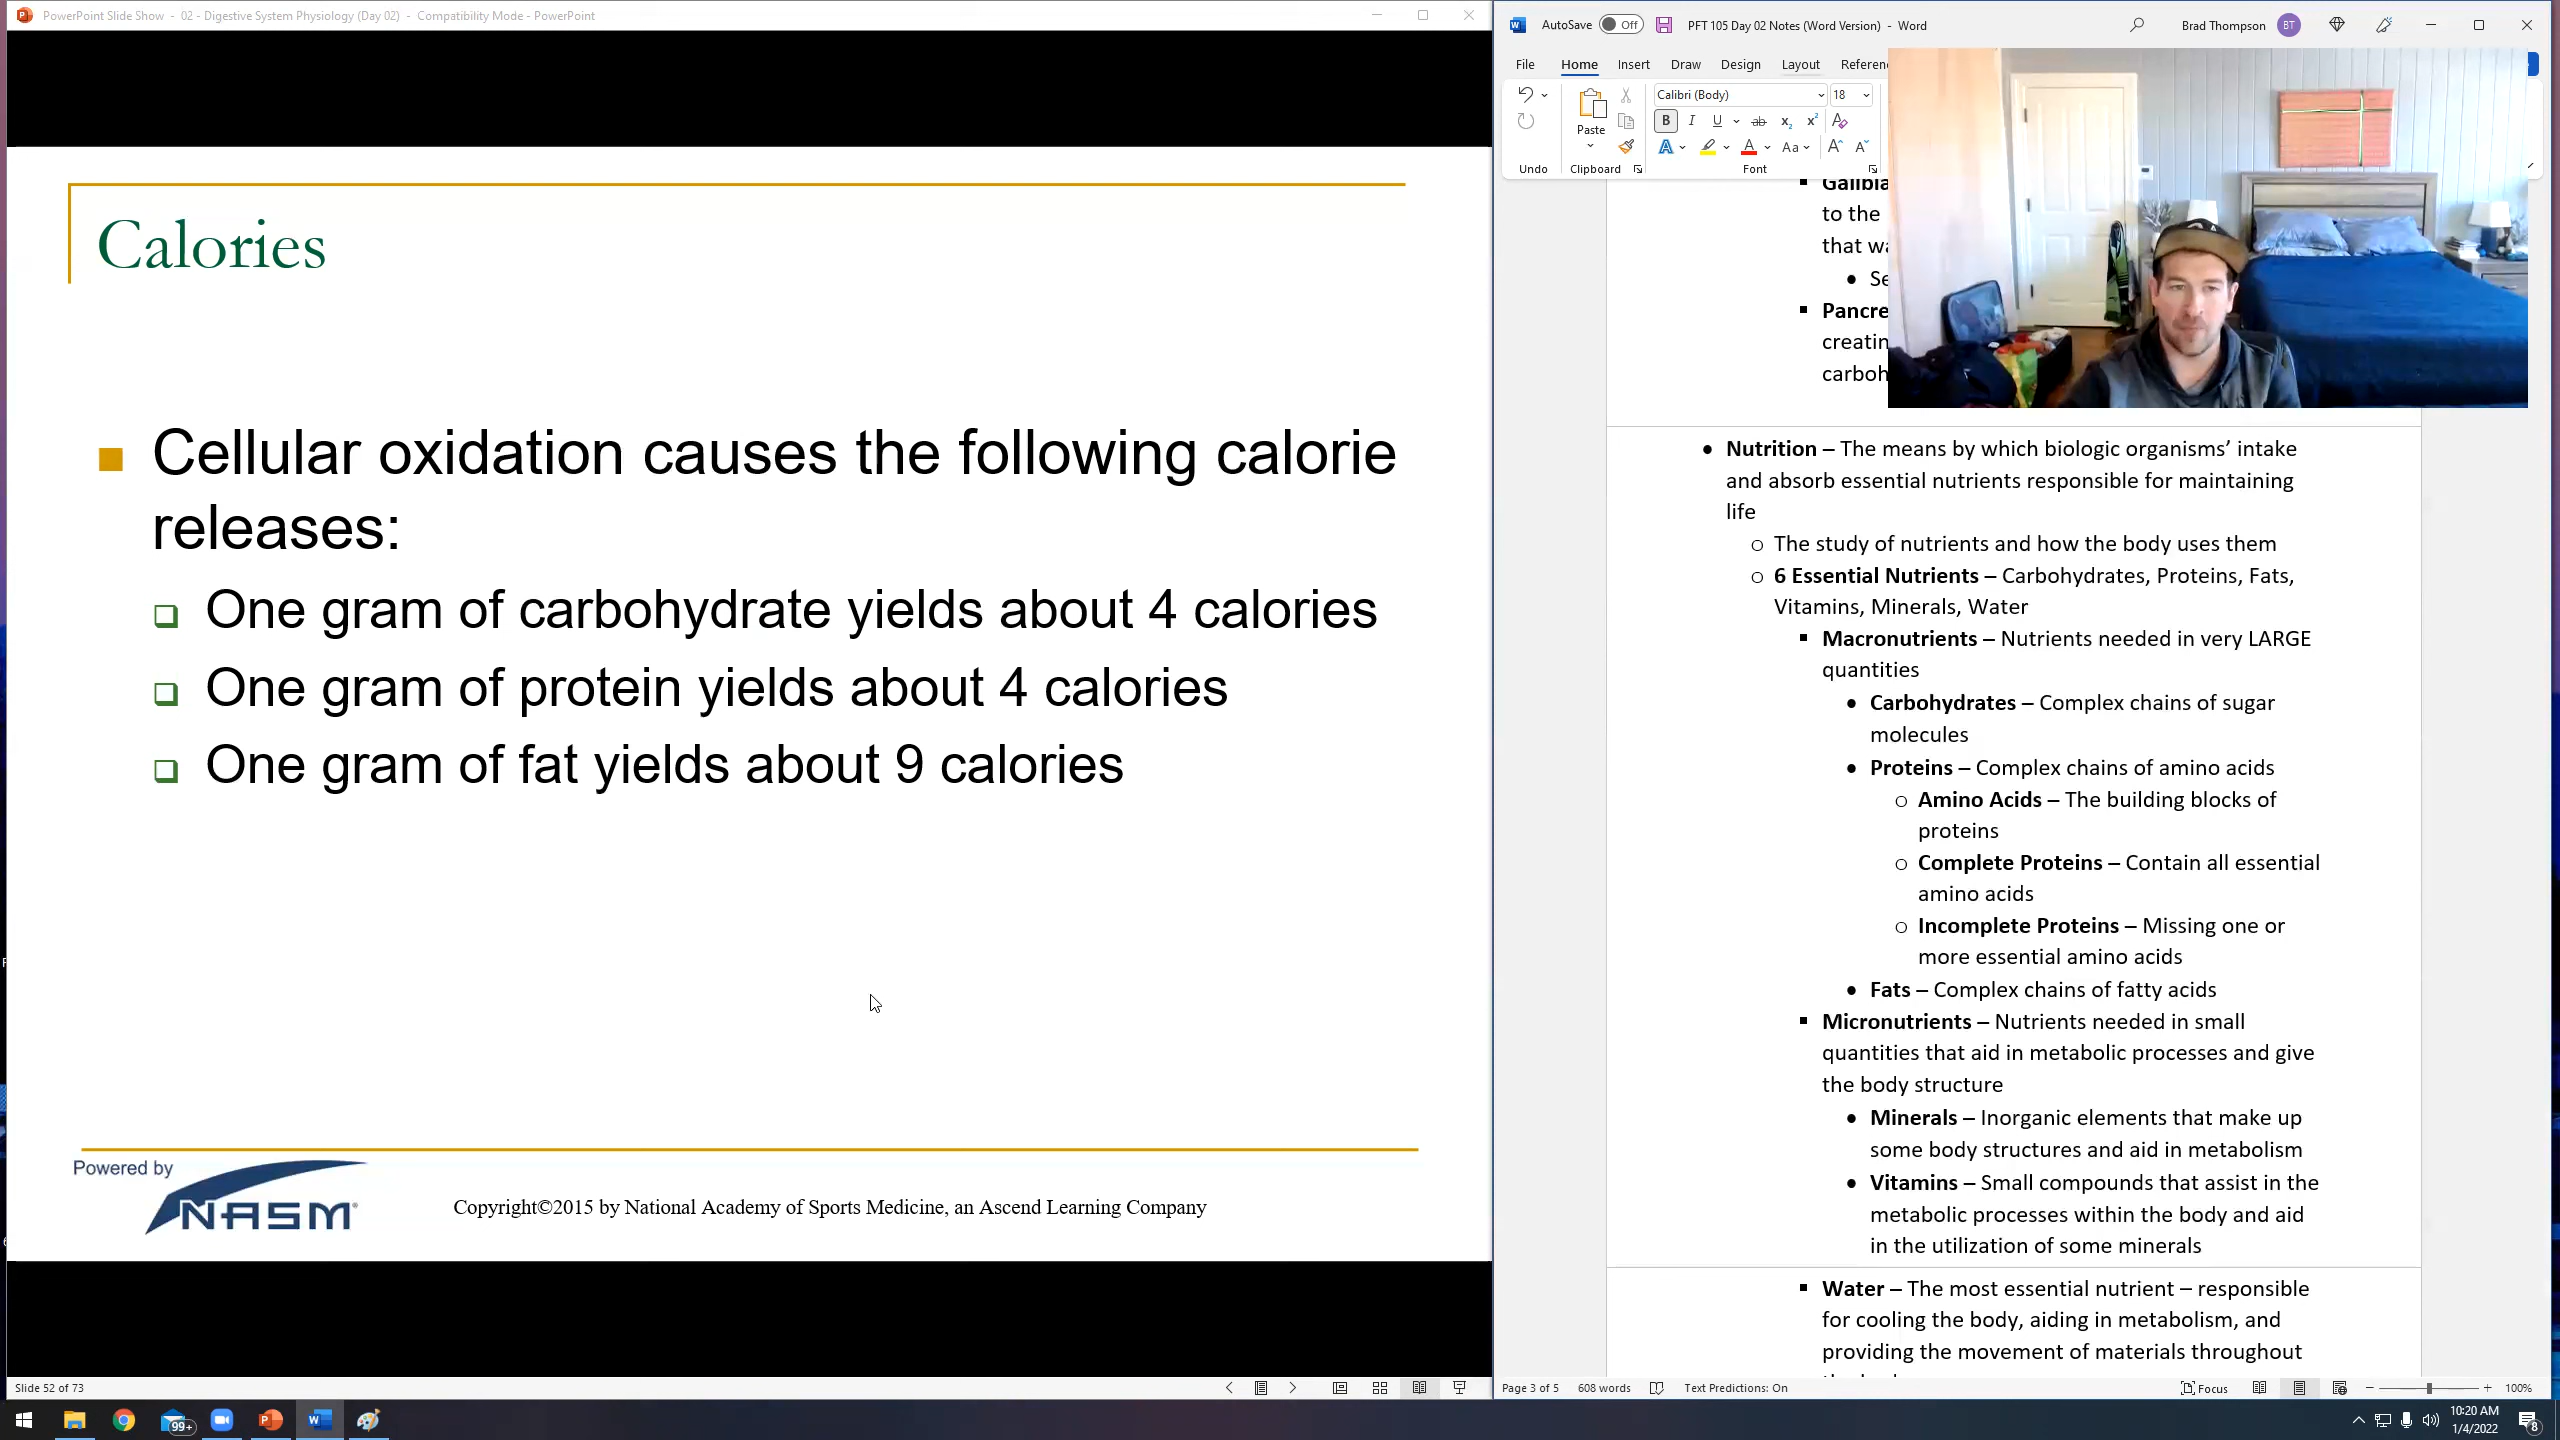 PowerPoint Slide Show - 02 - Digestive System Physiology (Day 02) - Compatibility Mode - PowerPoint
Calories
Cellular oxidation causes the following calorie
releases:
One gram of carbohydrate yields about 4 calories
One gram of protein yields about 4 calories
One gram of fat yields about 9 calories
Powered by
NASM
Copyright©2015 by National Academy of Sports Medicine, an Ascend Learning Company
Slide 52 of 73
AutoSave Off PFT 105 Day 02 Notes (Word Version) - Word Brad Thompson BT
File Home Insert Draw Design Layout Referen
Calibri (Body) 18
Paste
B I U ab x₂ x² A
A A Aa A A
Undo Clipboard Font
to the
that wa
Se
Pancre
creatin
carboh
Nutrition – The means by which biologic organisms’ intake
and absorb essential nutrients responsible for maintaining
life
The study of nutrients and how the body uses them
6 Essential Nutrients – Carbohydrates, Proteins, Fats,
Vitamins, Minerals, Water
Macronutrients – Nutrients needed in very LARGE
quantities
Carbohydrates – Complex chains of sugar
molecules
Proteins – Complex chains of amino acids
Amino Acids – The building blocks of
proteins
Complete Proteins – Contain all essential
amino acids
Incomplete Proteins – Missing one or
more essential amino acids
Fats – Complex chains of fatty acids
Micronutrients – Nutrients needed in small
quantities that aid in metabolic processes and give
the body structure
Minerals – Inorganic elements that make up
some body structures and aid in metabolism
Vitamins – Small compounds that assist in the
metabolic processes within the body and aid
in the utilization of some minerals
Water – The most essential nutrient – responsible
for cooling the body, aiding in metabolism, and
providing the movement of materials throughout
Page 3 of 5 608 words Text Predictions: On Focus 100%
99+
10:20 AM
1/4/2022
8